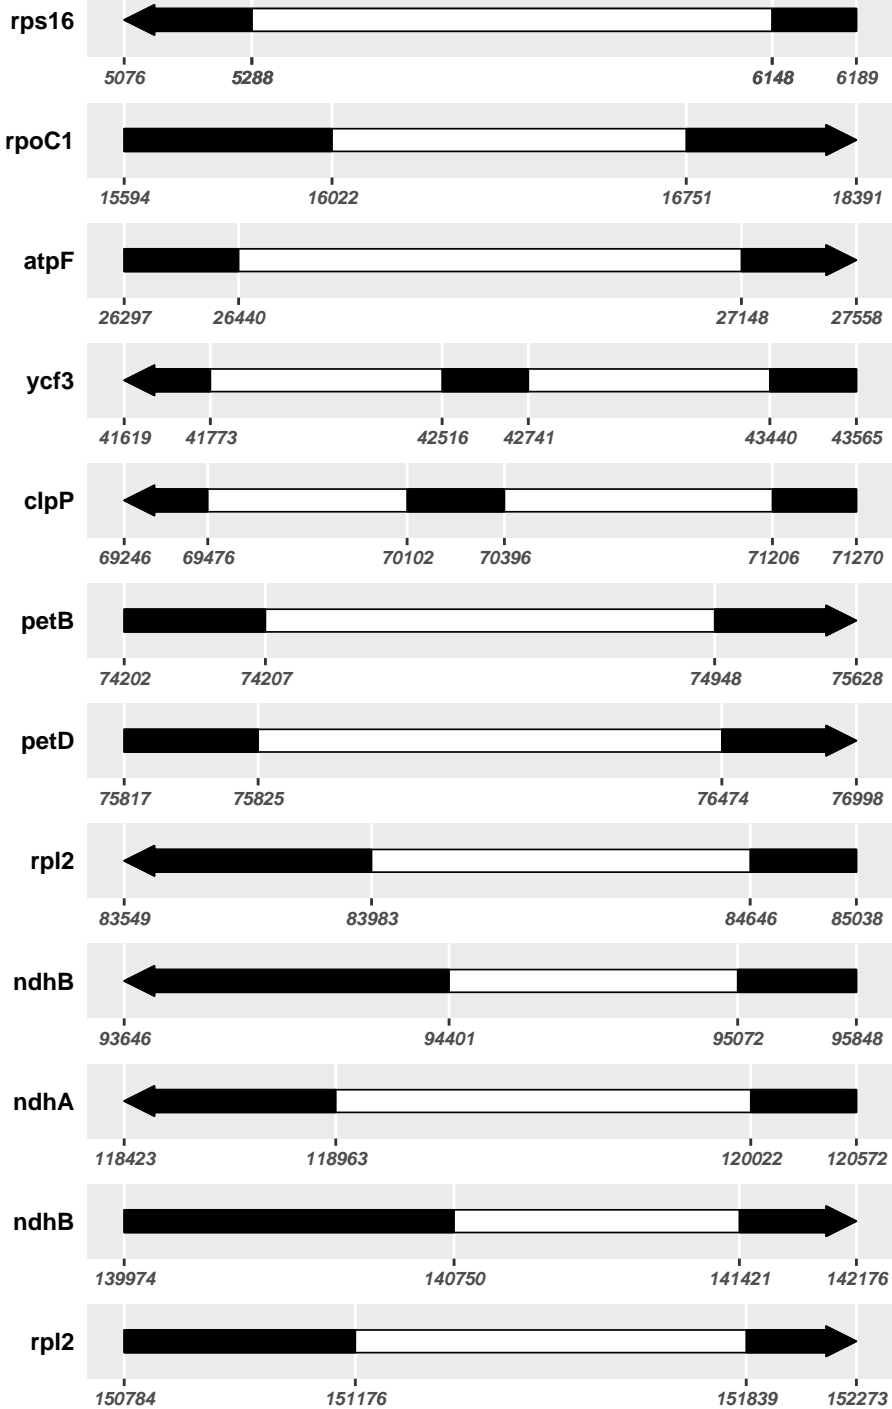 rps16
5076 5288 6148 6189
rpoC1
15594 16022 16751 18391
atpF
26297 26440 27148 27558
ycf3
41619 41773 42516 42741 43440 43565
clpP
69246 69476 70102 70396 71206 71270
petB
74202 74207 74948 75628
petD
75817 75825 76474 76998
rpl2
83549 83983 84646 85038
ndhB
93646 94401 95072 95848
ndhA
118423 118963 120022 120572
ndhB
139974 140750 141421 142176
rpl2
150784 151176 151839 152273